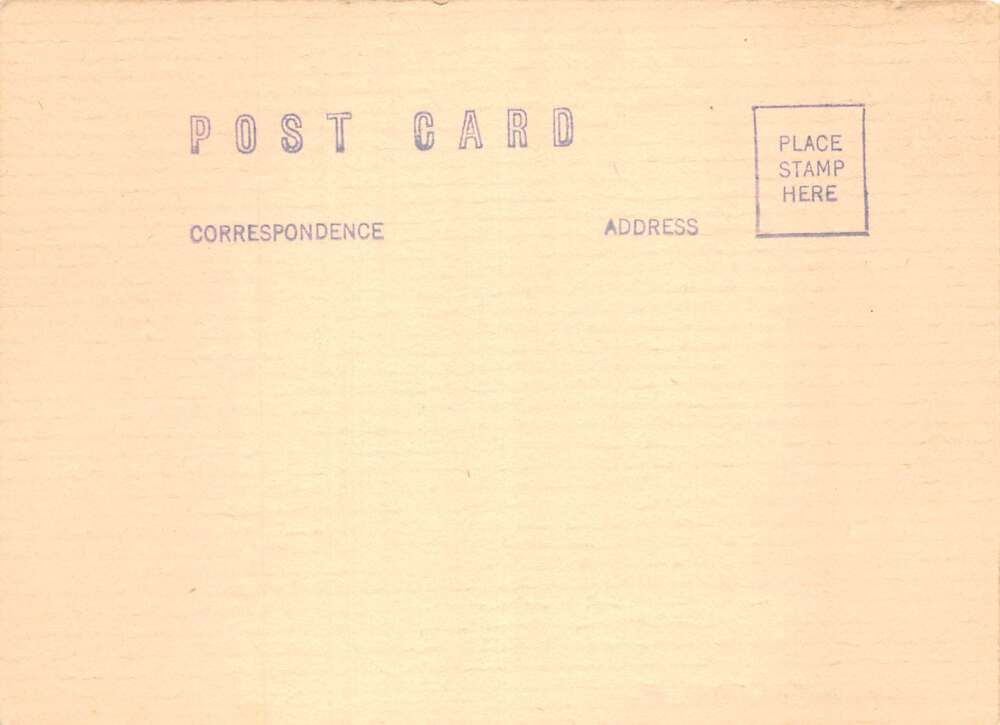 POST CARD
PLACE
STAMP
HERE
CORRESPONDENCE
ADDRESS